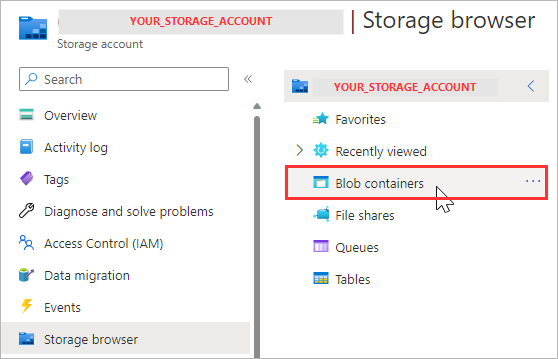 YOUR_STORAGE_ACCOUNT | Storage browser
Storage account
Search
YOUR_STORAGE_ACCOUNT
Overview
Activity log
Tags
Diagnose and solve problems
Access Control (IAM)
Data migration
Events
Storage browser
Favorites
Recently viewed
Blob containers
File shares
Queues
Tables